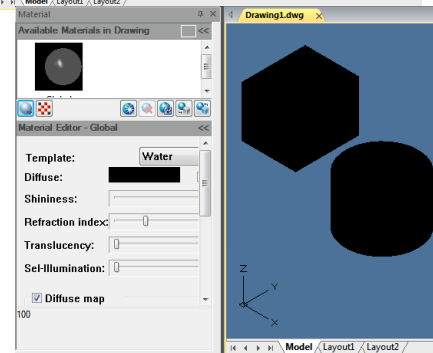 Model Layout1 Layout2
Material
Available Materials in Drawing <<
Material Editor - Global <<
Template: Water
Diffuse:
Shininess:
Refraction index:
Translucency:
Sel-Illumination:
Diffuse map
100
Drawing1.dwg
Z
Y
X
Model Layout1 Layout2